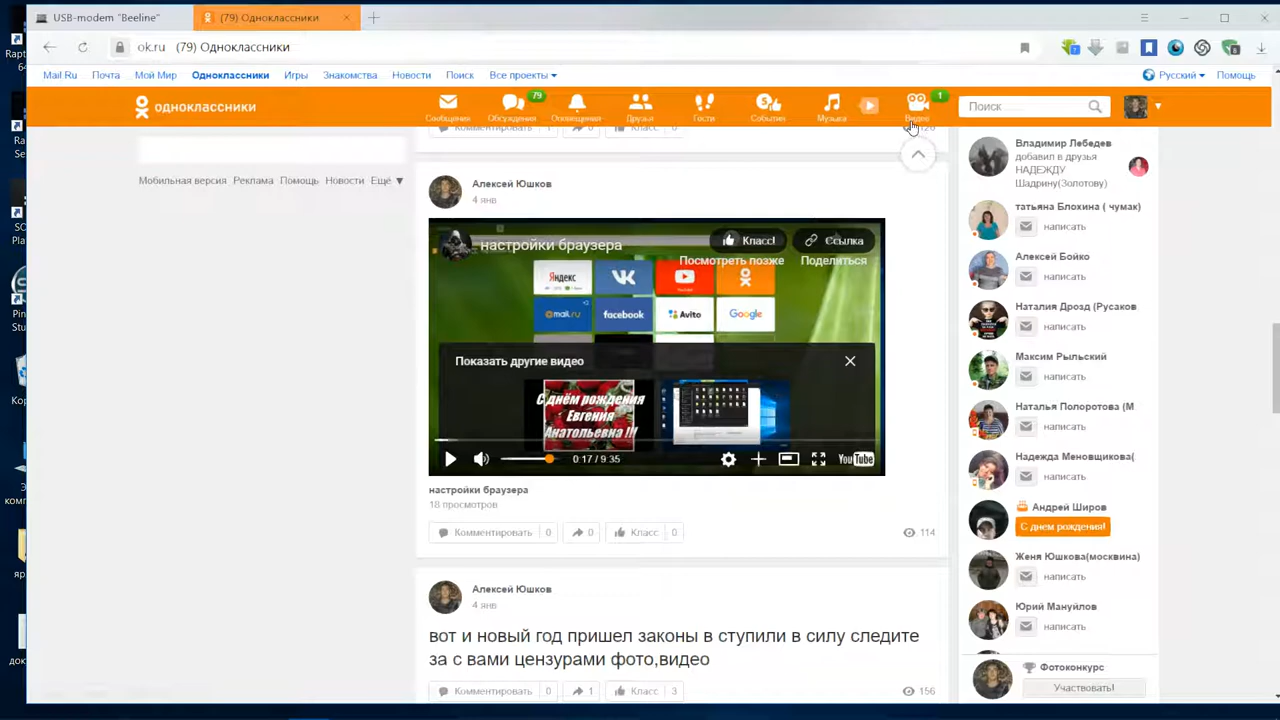 USB-modem "Beeline"
(79) Одноклассники
ok.ru (79) Одноклассники
Mail Ru Почта Мой Мир Одноклассники Игры Знакомства Новости Поиск Все проекты
Русский Помощь
одноклассники
79
1
Сообщения Обсуждения Оповещения Друзья Гости События Музыка Видео
Поиск
Комментировать 1 0 Класс 0
Мобильная версия Реклама Помощь Новости Ещё
Алексей Юшков
4 янв
настройки браузера
Класс! Ссылка
Посмотреть позже Поделиться
Яндекс
@mail.ru facebook Avito Google
Показать другие видео
С днём рождения
Евгения
Анатольевна !!!
0:17 / 9:35
YouTube
настройки браузера
18 просмотров
Комментировать 0 0 Класс 0
114
Алексей Юшков
4 янв
вот и новый год пришел законы в ступили в силу следите
за с вами цензурами фото,видео
Комментировать 0 1 Класс 3
156
Владимир Лебедев
добавил в друзья
НАДЕЖДУ
Шадрину(Золотову)
татьяна Блохина ( чумак)
написать
Алексей Бойко
написать
Наталия Дрозд (Русаков
написать
Максим Рыльский
написать
Наталья Полоротова (М
написать
Надежда Меновщикова(
написать
Андрей Широв
С днем рождения!
Женя Юшкова(москвина)
написать
Юрий Мануйлов
написать
Фотоконкурс
Участвовать!